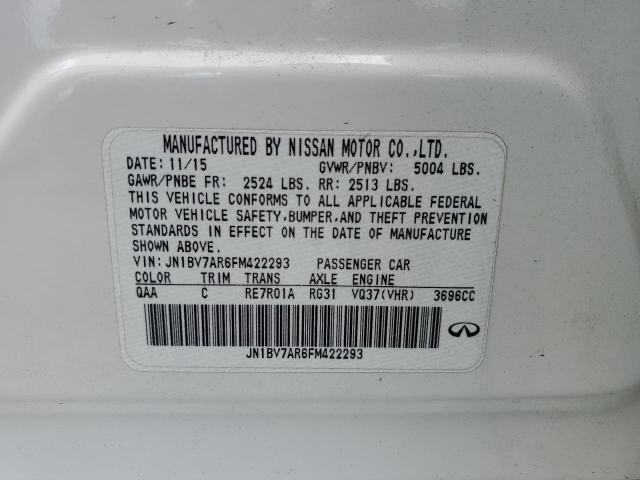 MANUFACTURED BY NISSAN MOTOR CO.,LTD.
DATE: 11/15 GVWR/PNBV: 5004 LBS.
GAWR/PNBE FR: 2524 LBS. RR: 2513 LBS.
THIS VEHICLE CONFORMS TO ALL APPLICABLE FEDERAL
MOTOR VEHICLE SAFETY,BUMPER,AND THEFT PREVENTION
STANDARDS IN EFFECT ON THE DATE OF MANUFACTURE
SHOWN ABOVE.
VIN: JN1BV7AR6FM422293 PASSENGER CAR
COLOR TRIM TRANS AXLE ENGINE
QAA C RE7R01A RG31 VQ37(VHR) 3696CC
JN1BV7AR6FM422293